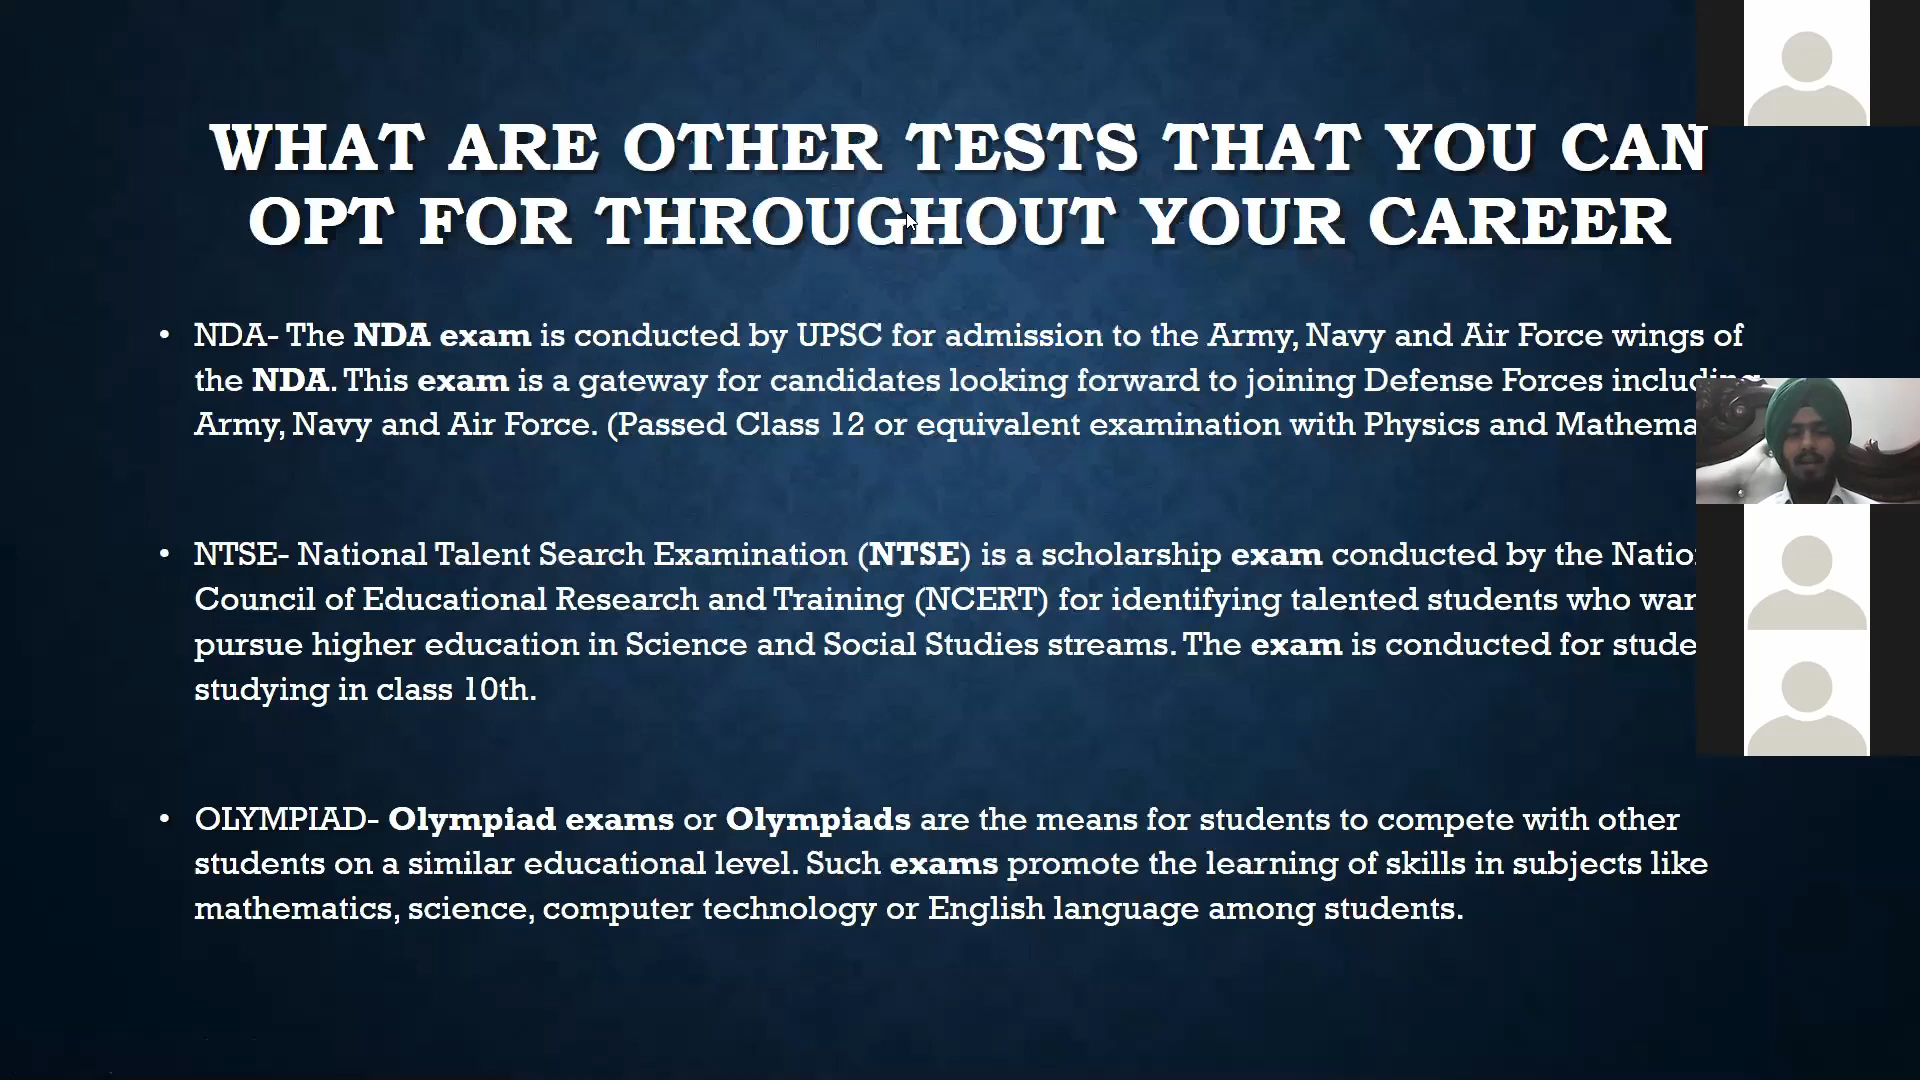 WHAT ARE OTHER TESTS THAT YOU CAN
OPT FOR THROUGHOUT YOUR CAREER
• NDA- The NDA exam is conducted by UPSC for admission to the Army, Navy and Air Force wings of
the NDA. This exam is a gateway for candidates looking forward to joining Defense Forces including
Army, Navy and Air Force. (Passed Class 12 or equivalent examination with Physics and
• NTSE- National Talent Search Examination (NTSE) is a scholarship exam conducted by the
Council of Educational Research and Training (NCERT) for identifying talented students who
pursue higher education in Science and Social Studies streams. The exam is conducted for
studying in class 10th.
• OLYMPIAD- Olympiad exams or Olympiads are the means for students to compete with other
students on a similar educational level. Such exams promote the learning of skills in subjects like
mathematics, science, computer technology or English language among students.